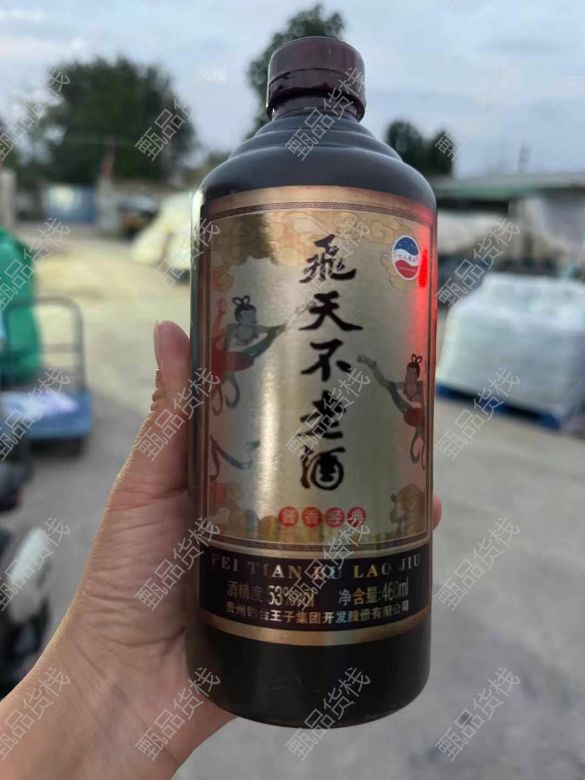 飛天不老酒
酱香经典
FEI TIAN BU LAO JIU
酒精度:53%vol 净含量:460ml
贵州钓台王子集团开发股份有限公司
甄品货栈